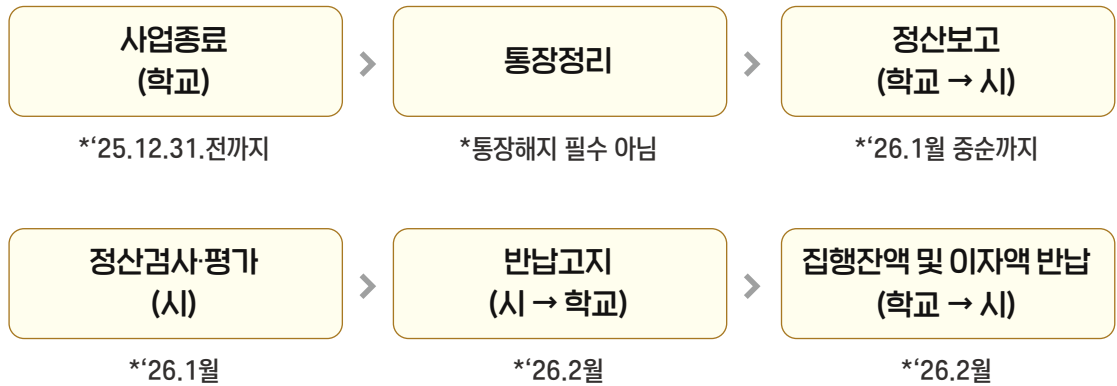 사업종료
(학교)
통장정리
정산보고
(학교 → 시)
*‘25.12.31.전까지
*통장해지 필수 아님
*‘26.1월 중순까지
정산검사·평가
(시)
반납고지
(시 → 학교)
집행잔액 및 이자액 반납
(학교 → 시)
*‘26.1월
*‘26.2월
*‘26.2월